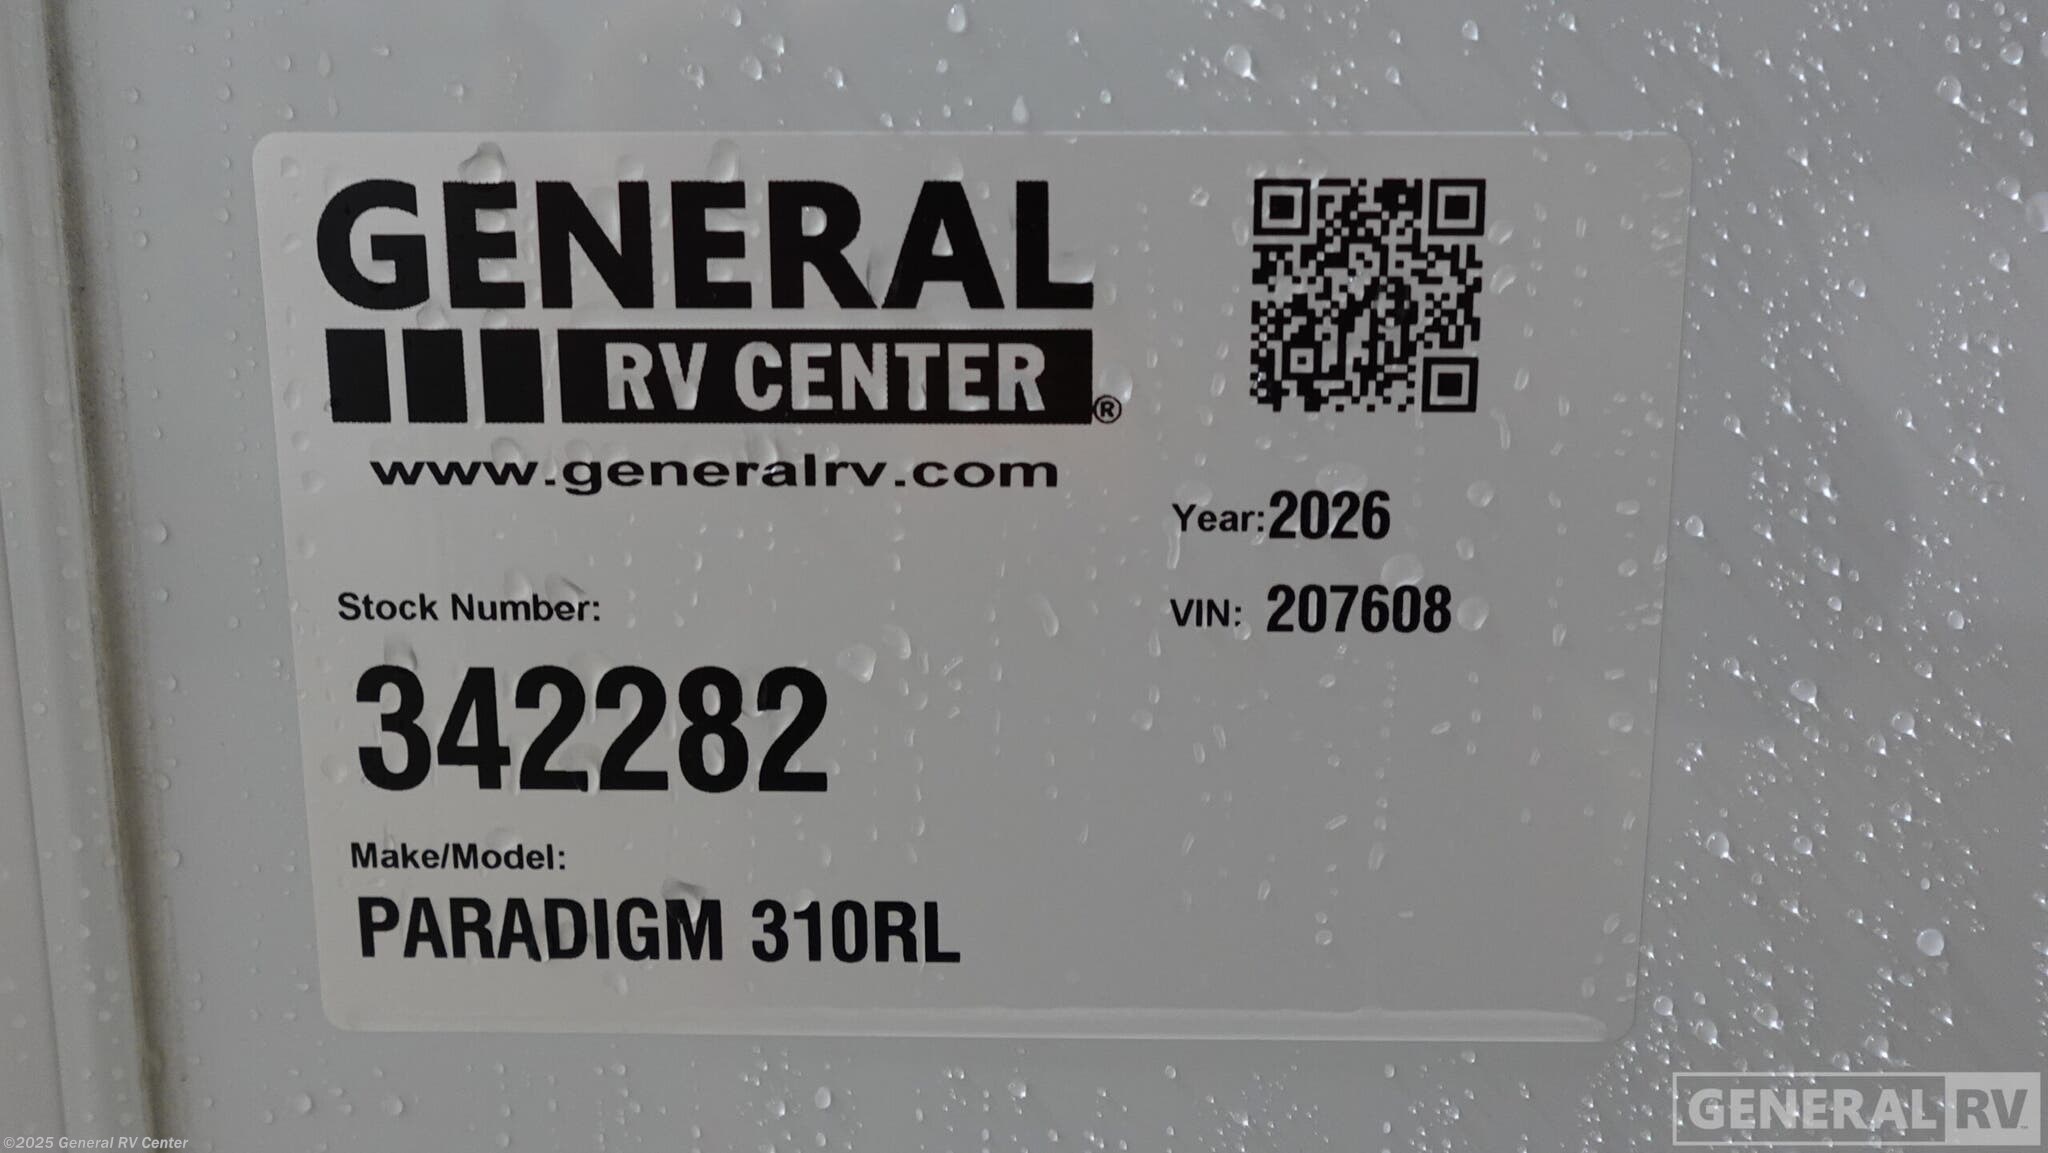 GENERAL
RV CENTER®
www.generalrv.com
Year: 2026
VIN: 207608
Stock Number:
342282
Make/Model:
PARADIGM 310RL
©2025 General RV Center
GENERAL RV™